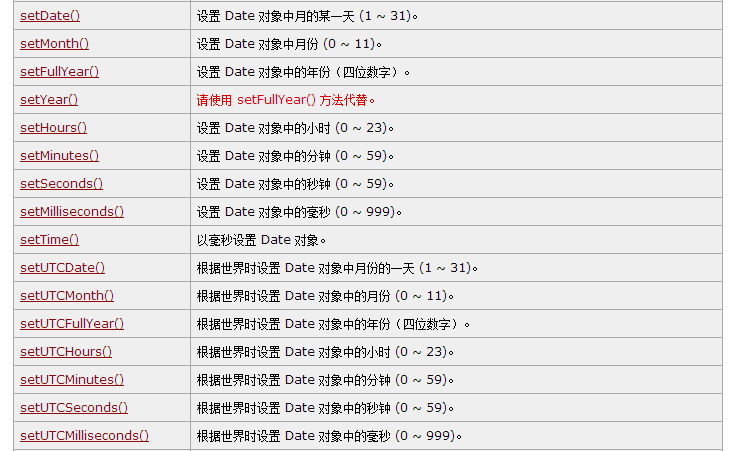 setDate() 设置 Date 对象中月的某一天 (1 ~ 31)。
setMonth() 设置 Date 对象中月份 (0 ~ 11)。
setFullYear() 设置 Date 对象中的年份（四位数字）。
setYear() 请使用 setFullYear() 方法代替。
setHours() 设置 Date 对象中的小时 (0 ~ 23)。
setMinutes() 设置 Date 对象中的分钟 (0 ~ 59)。
setSeconds() 设置 Date 对象中的秒钟 (0 ~ 59)。
setMilliseconds() 设置 Date 对象中的毫秒 (0 ~ 999)。
setTime() 以毫秒设置 Date 对象。
setUTCDate() 根据世界时设置 Date 对象中月份的一天 (1 ~ 31)。
setUTCMonth() 根据世界时设置 Date 对象中的月份 (0 ~ 11)。
setUTCFullYear() 根据世界时设置 Date 对象中的年份（四位数字）。
setUTCHours() 根据世界时设置 Date 对象中的小时 (0 ~ 23)。
setUTCMinutes() 根据世界时设置 Date 对象中的分钟 (0 ~ 59)。
setUTCSeconds() 根据世界时设置 Date 对象中的秒钟 (0 ~ 59)。
setUTCMilliseconds() 根据世界时设置 Date 对象中的毫秒 (0 ~ 999)。